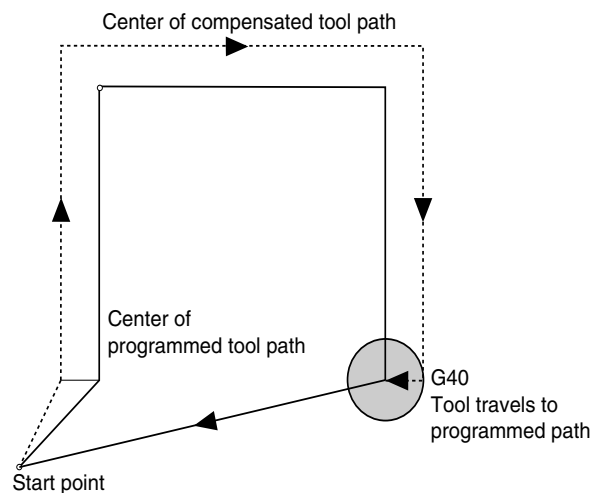 Center of compensated tool path
Center of
programmed tool path
G40
Tool travels to
programmed path
Start point